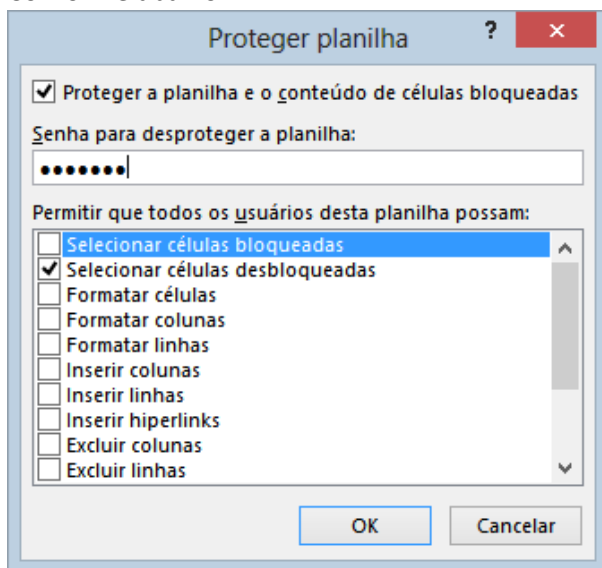 Proteger planilha ? ×
Proteger a planilha e o conteúdo de células bloqueadas
Senha para desproteger a planilha:
•••••••
Permitir que todos os usuários desta planilha possam:
Selecionar células bloqueadas
Selecionar células desbloqueadas
Formatar células
Formatar colunas
Formatar linhas
Inserir colunas
Inserir linhas
Inserir hiperlinks
Excluir colunas
Excluir linhas
OK Cancelar